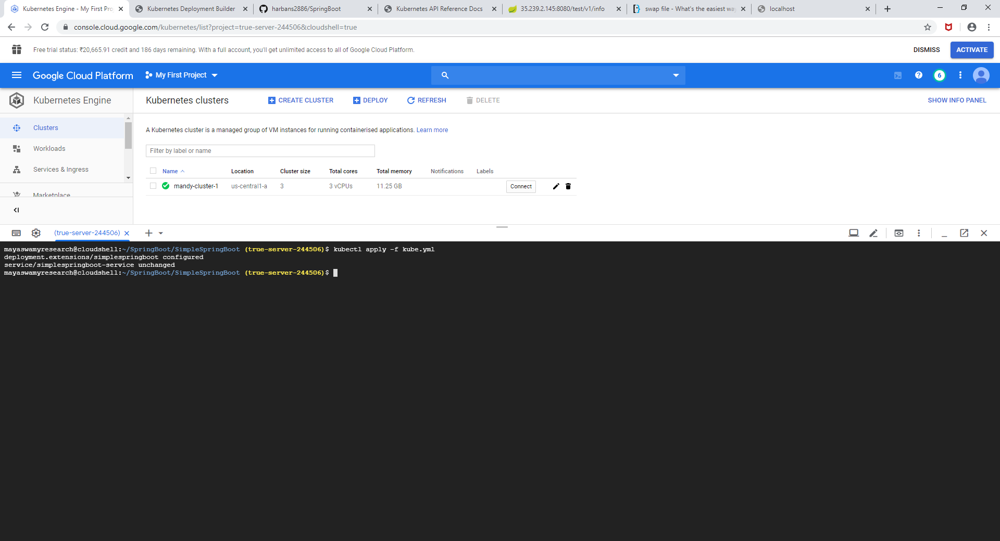 Kubernetes Engine - My First Pro
Kubernetes Deployment Builder
harbans2886/SpringBoot
Kubernetes API Reference Docs
35.239.2.145:8080/test/v1/info
swap file - What's the easiest way
localhost
console.cloud.google.com/kubernetes/list?project=true-server-244506&cloudshell=true
Free trial status: ₹20,665.91 credit and 186 days remaining. With a full account, you'll get unlimited access to all of Google Cloud Platform.
DISMISS
ACTIVATE
Google Cloud Platform
My First Project
6
Kubernetes Engine
Kubernetes clusters
CREATE CLUSTER
DEPLOY
REFRESH
DELETE
SHOW INFO PANEL
Clusters
Workloads
Services & Ingress
Marketplace
A Kubernetes cluster is a managed group of VM instances for running containerised applications. Learn more
Filter by label or name
Name Location Cluster size Total cores Total memory Notifications Labels
mandy-cluster-1 us-central1-a 3 3 vCPUs 11.25 GB Connect
(true-server-244506)
mayaswamyresearch@cloudshell:~/SpringBoot/SimpleSpringBoot (true-server-244506)$ kubectl apply -f kube.yml
deployment.extensions/simplespringboot configured
service/simplespringboot-service unchanged
mayaswamyresearch@cloudshell:~/SpringBoot/SimpleSpringBoot (true-server-244506)$